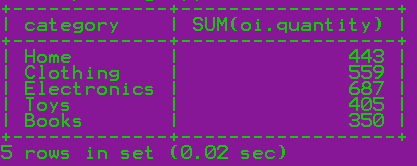 +-------------+------------------+
| category    | SUM(oi.quantity) |
+-------------+------------------+
| Home        |              443 |
| Clothing    |              559 |
| Electronics |              687 |
| Toys        |              405 |
| Books       |              350 |
+-------------+------------------+
5 rows in set (0.02 sec)